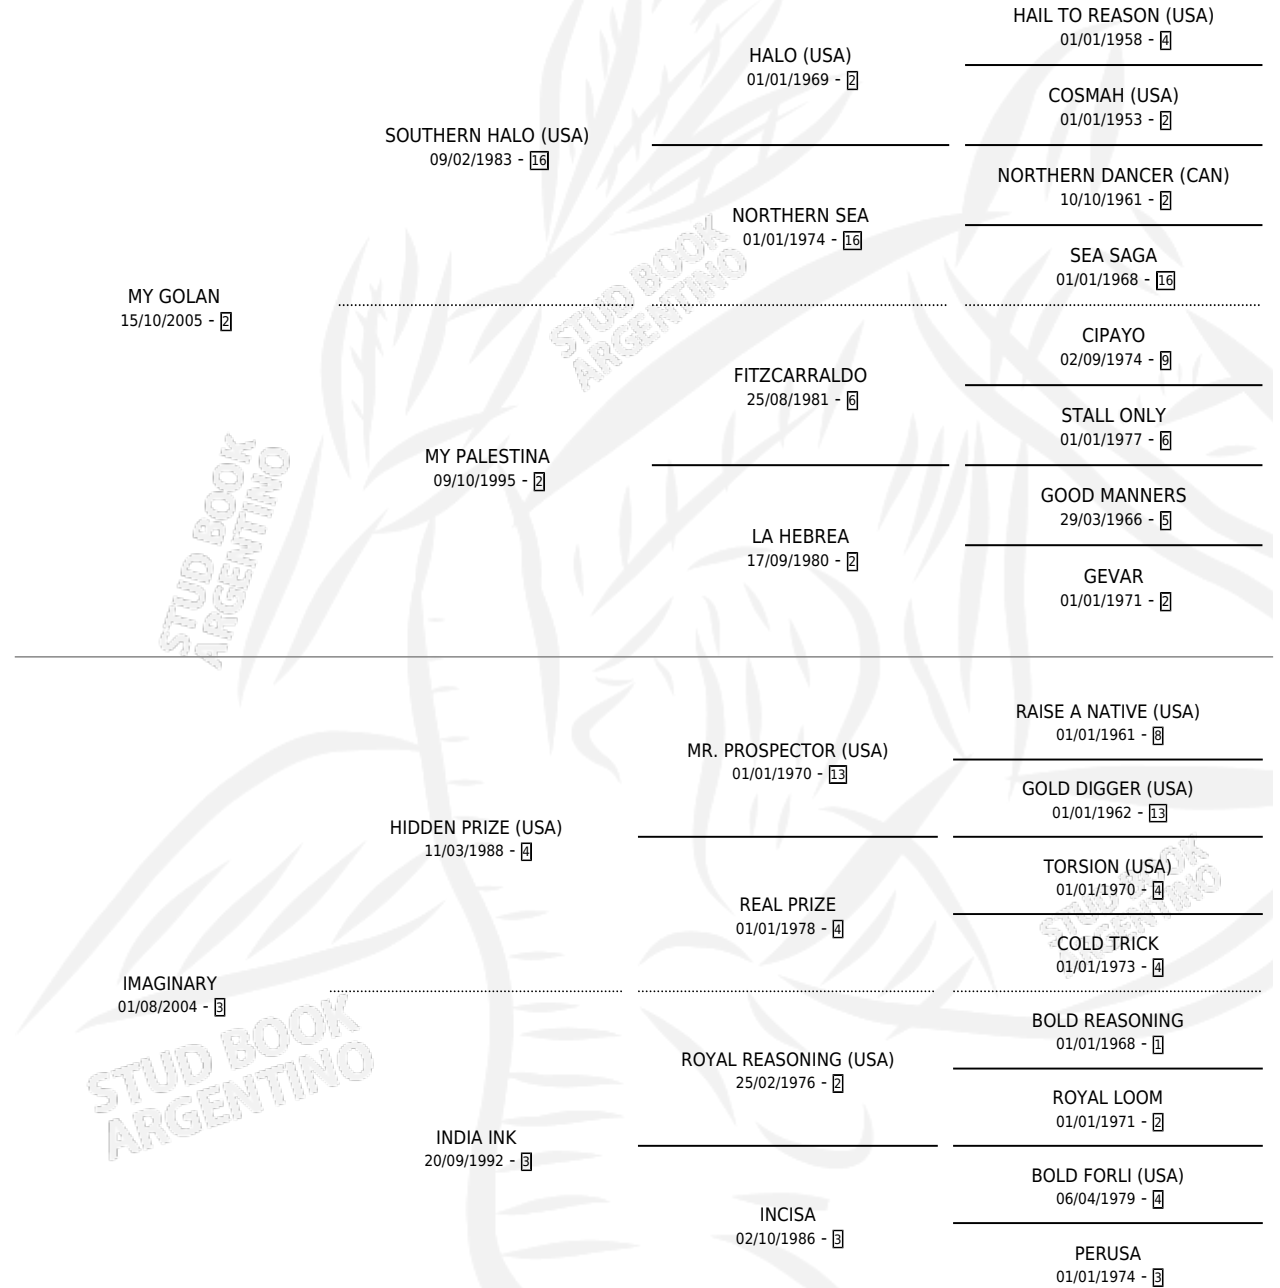 HAIL TO REASON (USA)
01/01/1958 - 4
HALO (USA)
01/01/1969 - 2
COSMAH (USA)
01/01/1953 - 2
SOUTHERN HALO (USA)
09/02/1983 - 16
NORTHERN DANCER (CAN)
10/10/1961 - 2
NORTHERN SEA
01/01/1974 - 16
SEA SAGA
01/01/1968 - 16
MY GOLAN
15/10/2005 - 2
CIPAYO
02/09/1974 - 9
FITZCARRALDO
25/08/1981 - 6
STALL ONLY
01/01/1977 - 6
MY PALESTINA
09/10/1995 - 2
GOOD MANNERS
29/03/1966 - 5
LA HEBREA
17/09/1980 - 2
GEVAR
01/01/1971 - 2
RAISE A NATIVE (USA)
01/01/1961 - 8
MR. PROSPECTOR (USA)
01/01/1970 - 13
GOLD DIGGER (USA)
01/01/1962 - 13
HIDDEN PRIZE (USA)
11/03/1988 - 4
TORSION (USA)
01/01/1970 - 4
REAL PRIZE
01/01/1978 - 4
COLD TRICK
01/01/1973 - 4
IMAGINARY
01/08/2004 - 3
BOLD REASONING
01/01/1968 - 1
ROYAL REASONING (USA)
25/02/1976 - 2
ROYAL LOOM
01/01/1971 - 2
INDIA INK
20/09/1992 - 3
BOLD FORLI (USA)
06/04/1979 - 4
INCISA
02/10/1986 - 3
PERUSA
01/01/1974 - 3
STUD BOOK
ARGENTINO
STUD BOOK
ARGENTINO
STUD BOOK
ARGENTINO
STUD BOOK
ARGENTINO